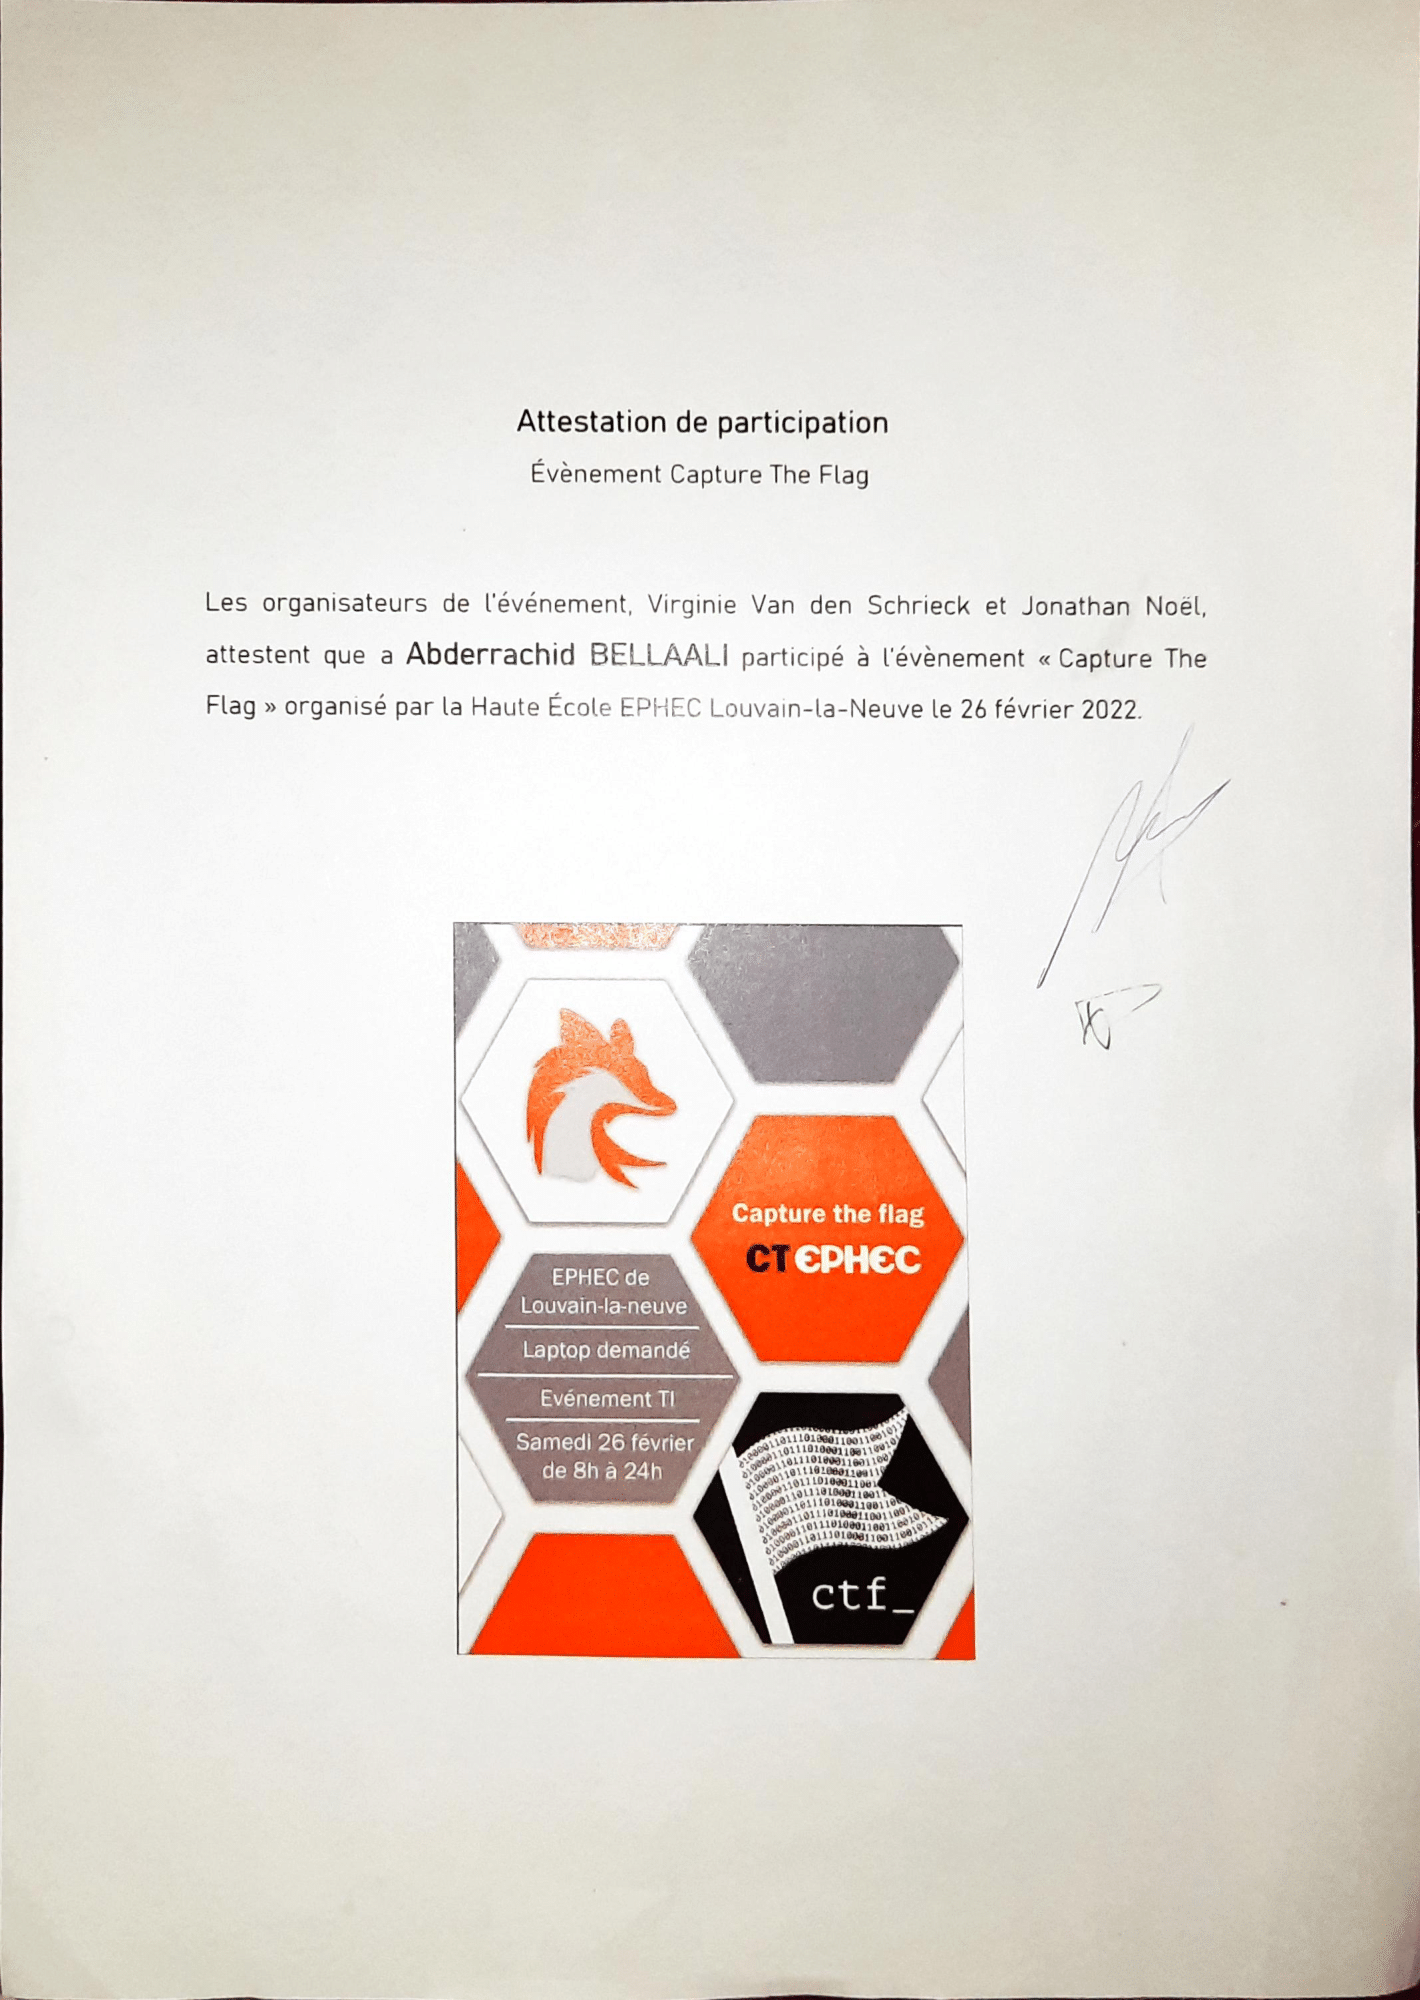 Attestation de participation
Évènement Capture The Flag
Les organisateurs de l'événement, Virginie Van den Schrieck et Jonathan Noël,
attestent que a Abderrachid BELLAALI participé à l'évènement « Capture The
Flag » organisé par la Haute École EPHEC Louvain-la-Neuve le 26 février 2022.
Capture the flag
CTEPHEC
EPHEC de
Louvain-la-neuve
Laptop demandé
Evénement TI
Samedi 26 février
de 8h à 24h
ctf_